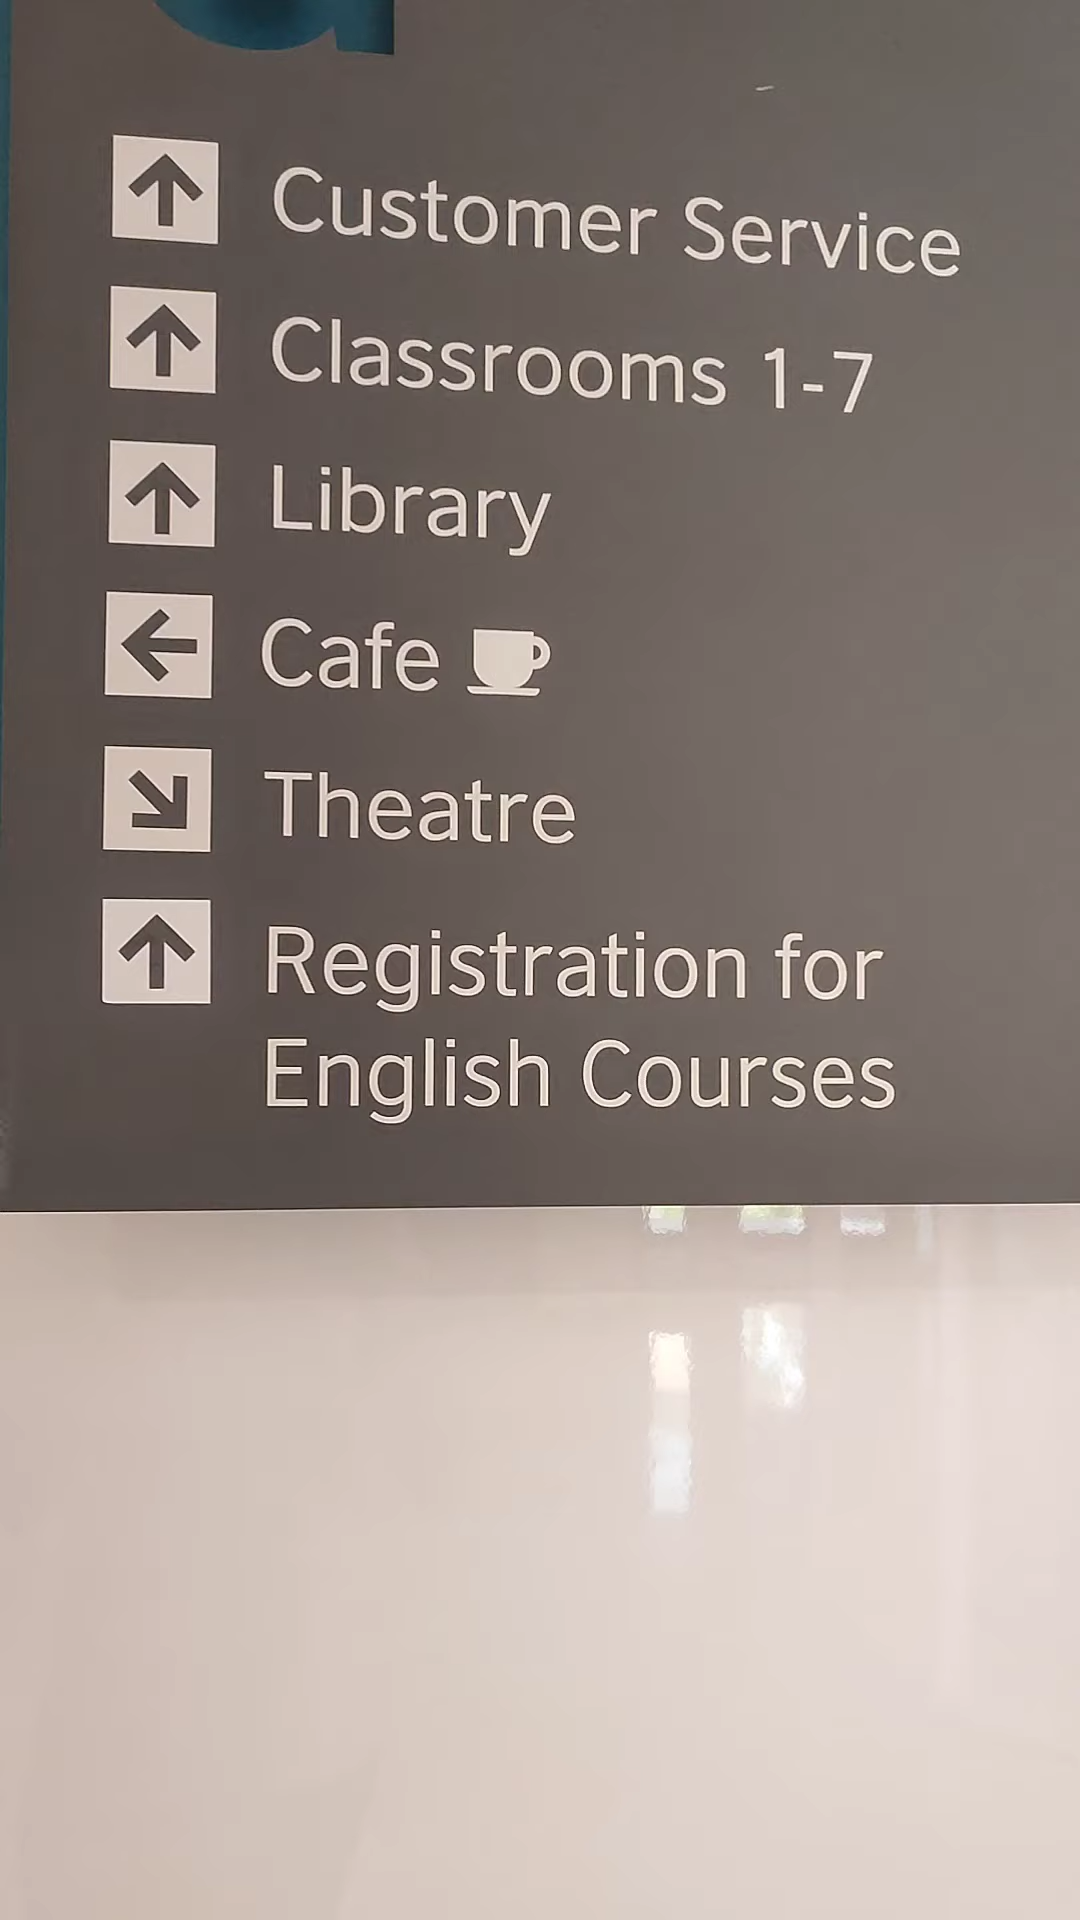 Customer Service
Classrooms 1-7
Library
Cafe
Theatre
Registration for
English Courses